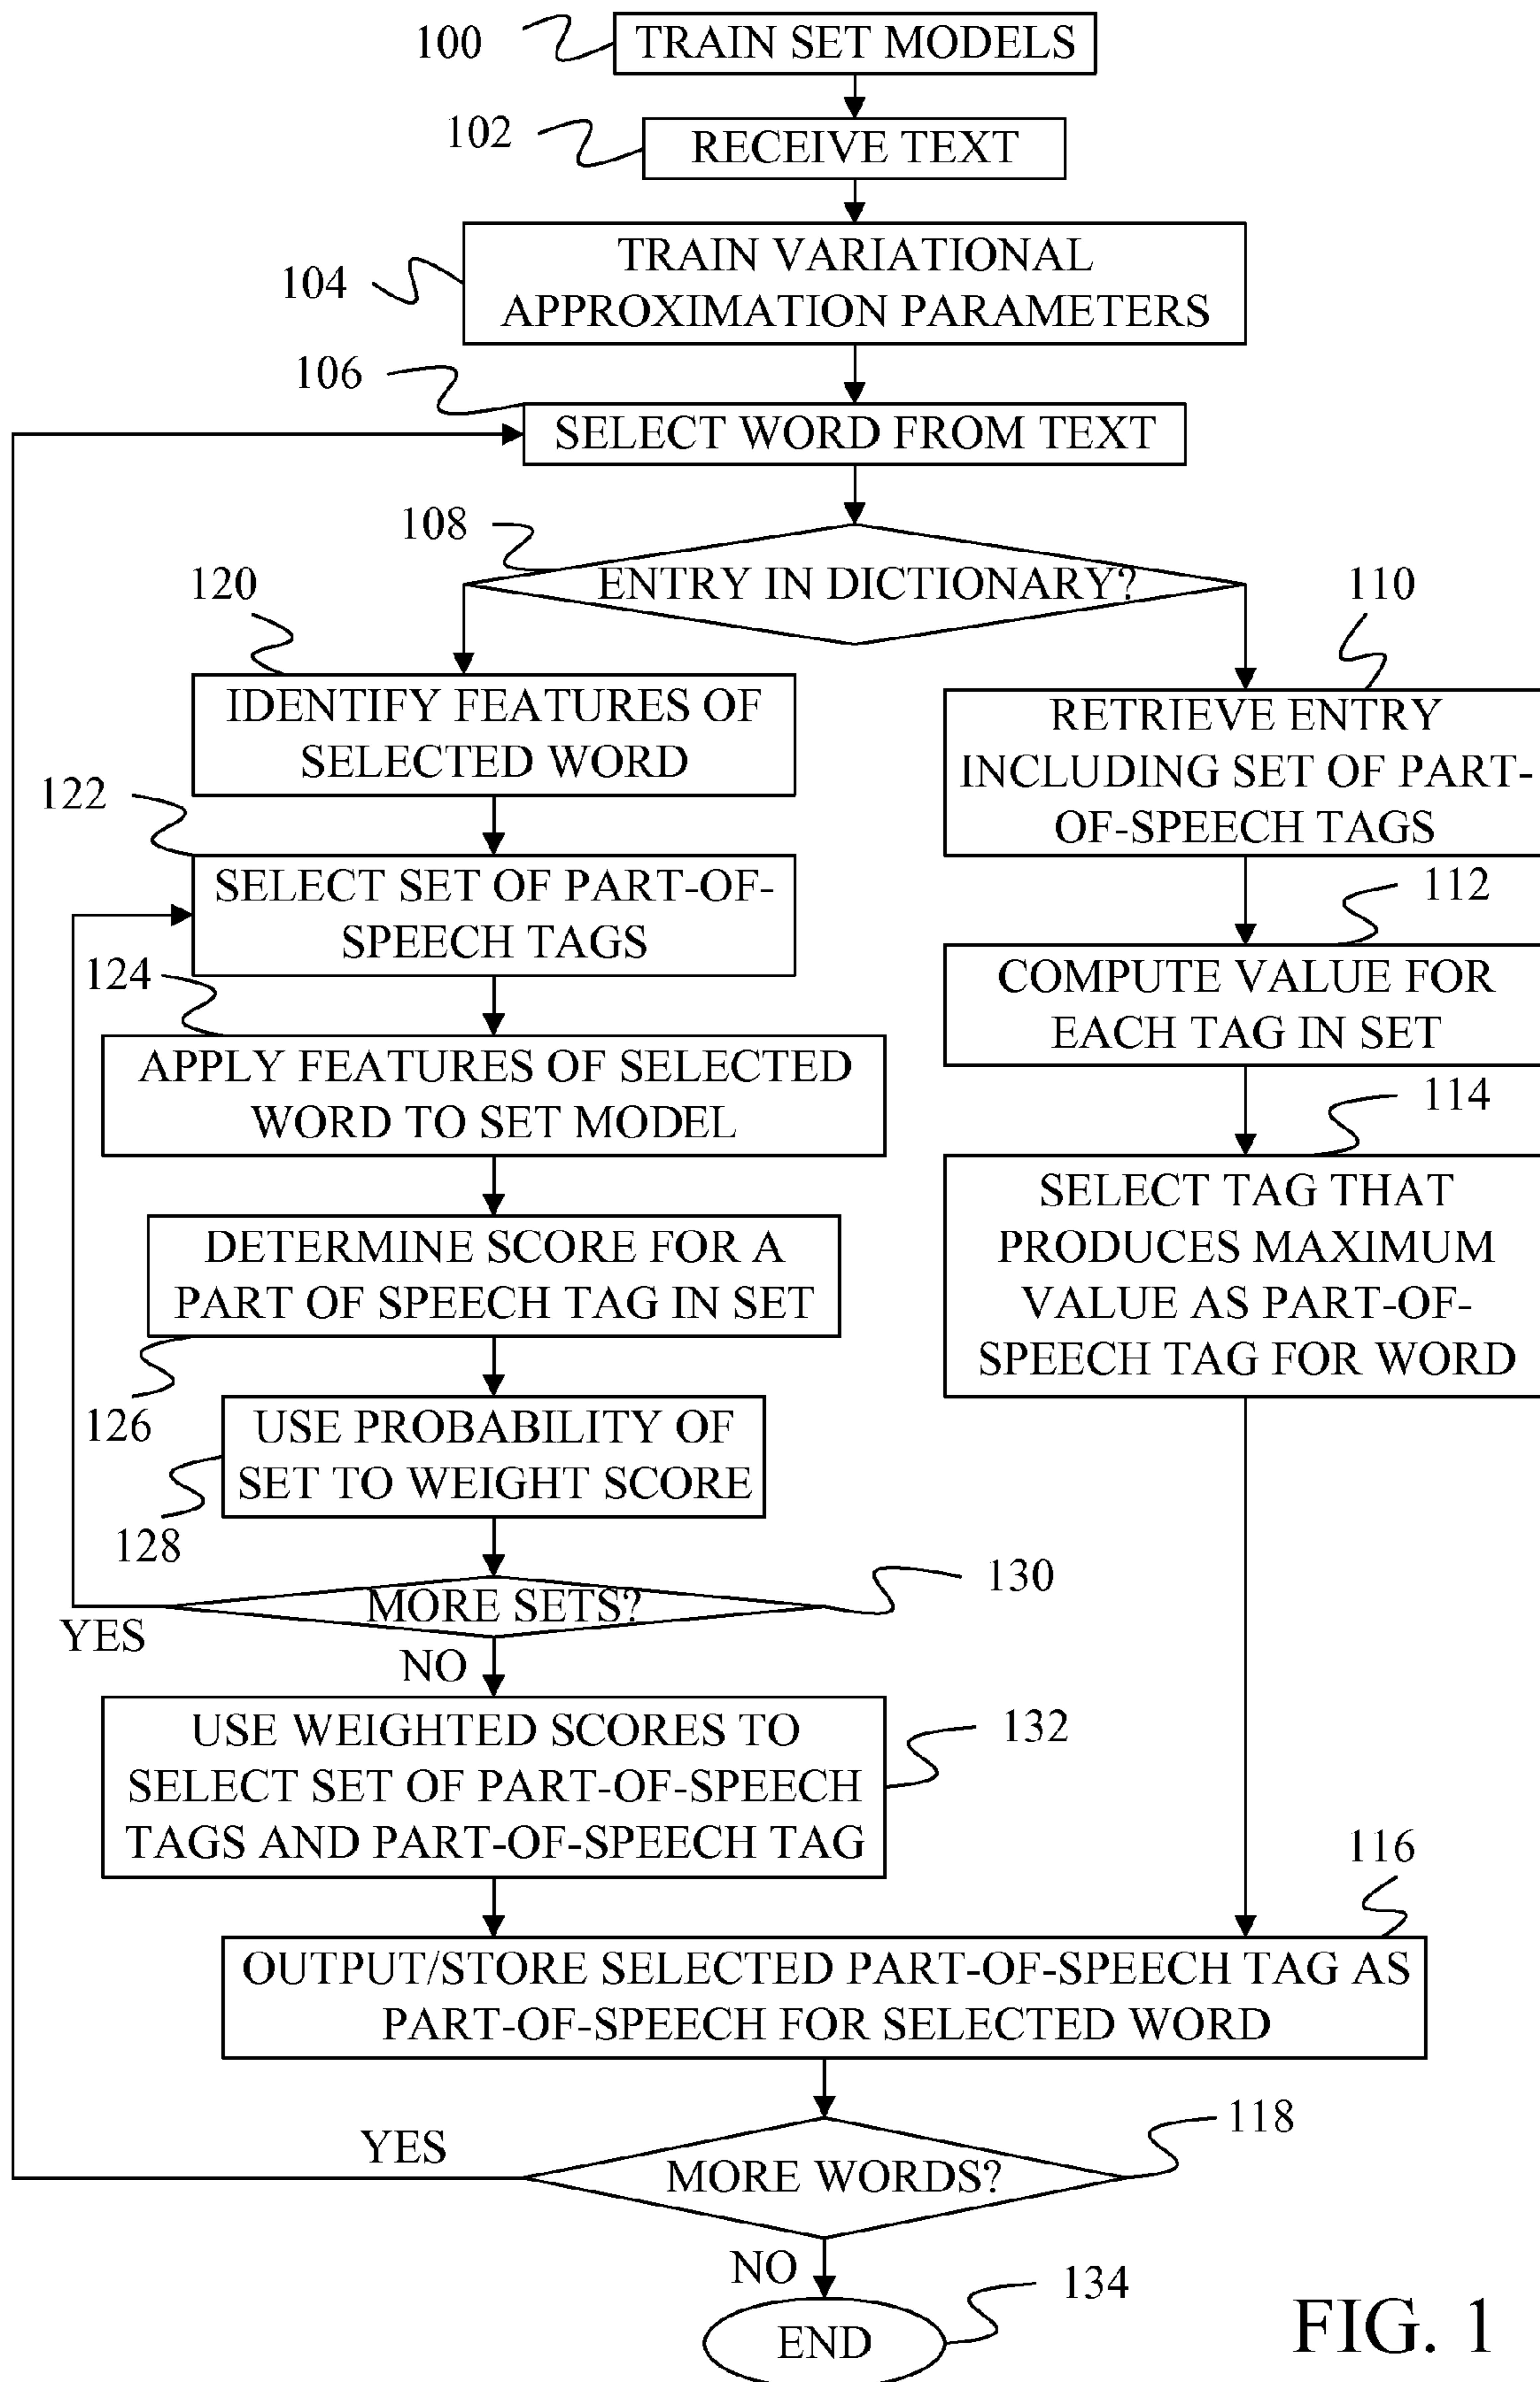 100
TRAIN SET MODELS
102
RECEIVE TEXT
104
TRAIN VARIATIONAL
APPROXIMATION PARAMETERS
106
SELECT WORD FROM TEXT
108
ENTRY IN DICTIONARY?
120
IDENTIFY FEATURES OF
SELECTED WORD
122
SELECT SET OF PART-OF-
SPEECH TAGS
124
APPLY FEATURES OF SELECTED
WORD TO SET MODEL
DETERMINE SCORE FOR A
PART OF SPEECH TAG IN SET
126
USE PROBABILITY OF
SET TO WEIGHT SCORE
128
MORE SETS?
130
YES
NO
USE WEIGHTED SCORES TO
SELECT SET OF PART-OF-SPEECH
TAGS AND PART-OF-SPEECH TAG
132
110
RETRIEVE ENTRY
INCLUDING SET OF PART-
OF-SPEECH TAGS
112
COMPUTE VALUE FOR
EACH TAG IN SET
114
SELECT TAG THAT
PRODUCES MAXIMUM
VALUE AS PART-OF-
SPEECH TAG FOR WORD
116
OUTPUT/STORE SELECTED PART-OF-SPEECH TAG AS
PART-OF-SPEECH FOR SELECTED WORD
118
YES
MORE WORDS?
NO
134
END
FIG. 1